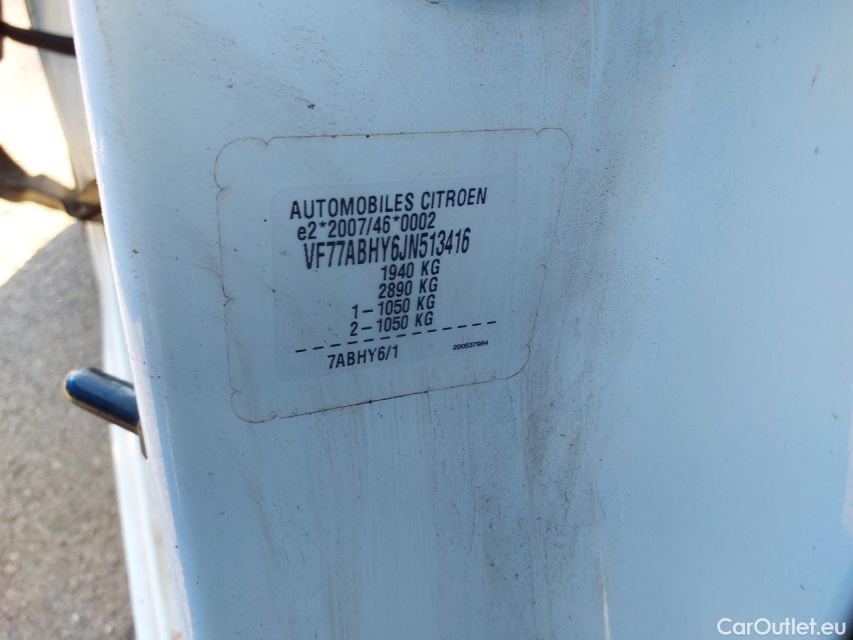 AUTOMOBILES CITROEN
e2*2007/46*0002
VF77ABHY6JN513416
1940 KG
2890 KG
1-1050 KG
2-1050 KG
7ABHY6/1
200537984
CarOutlet.eu